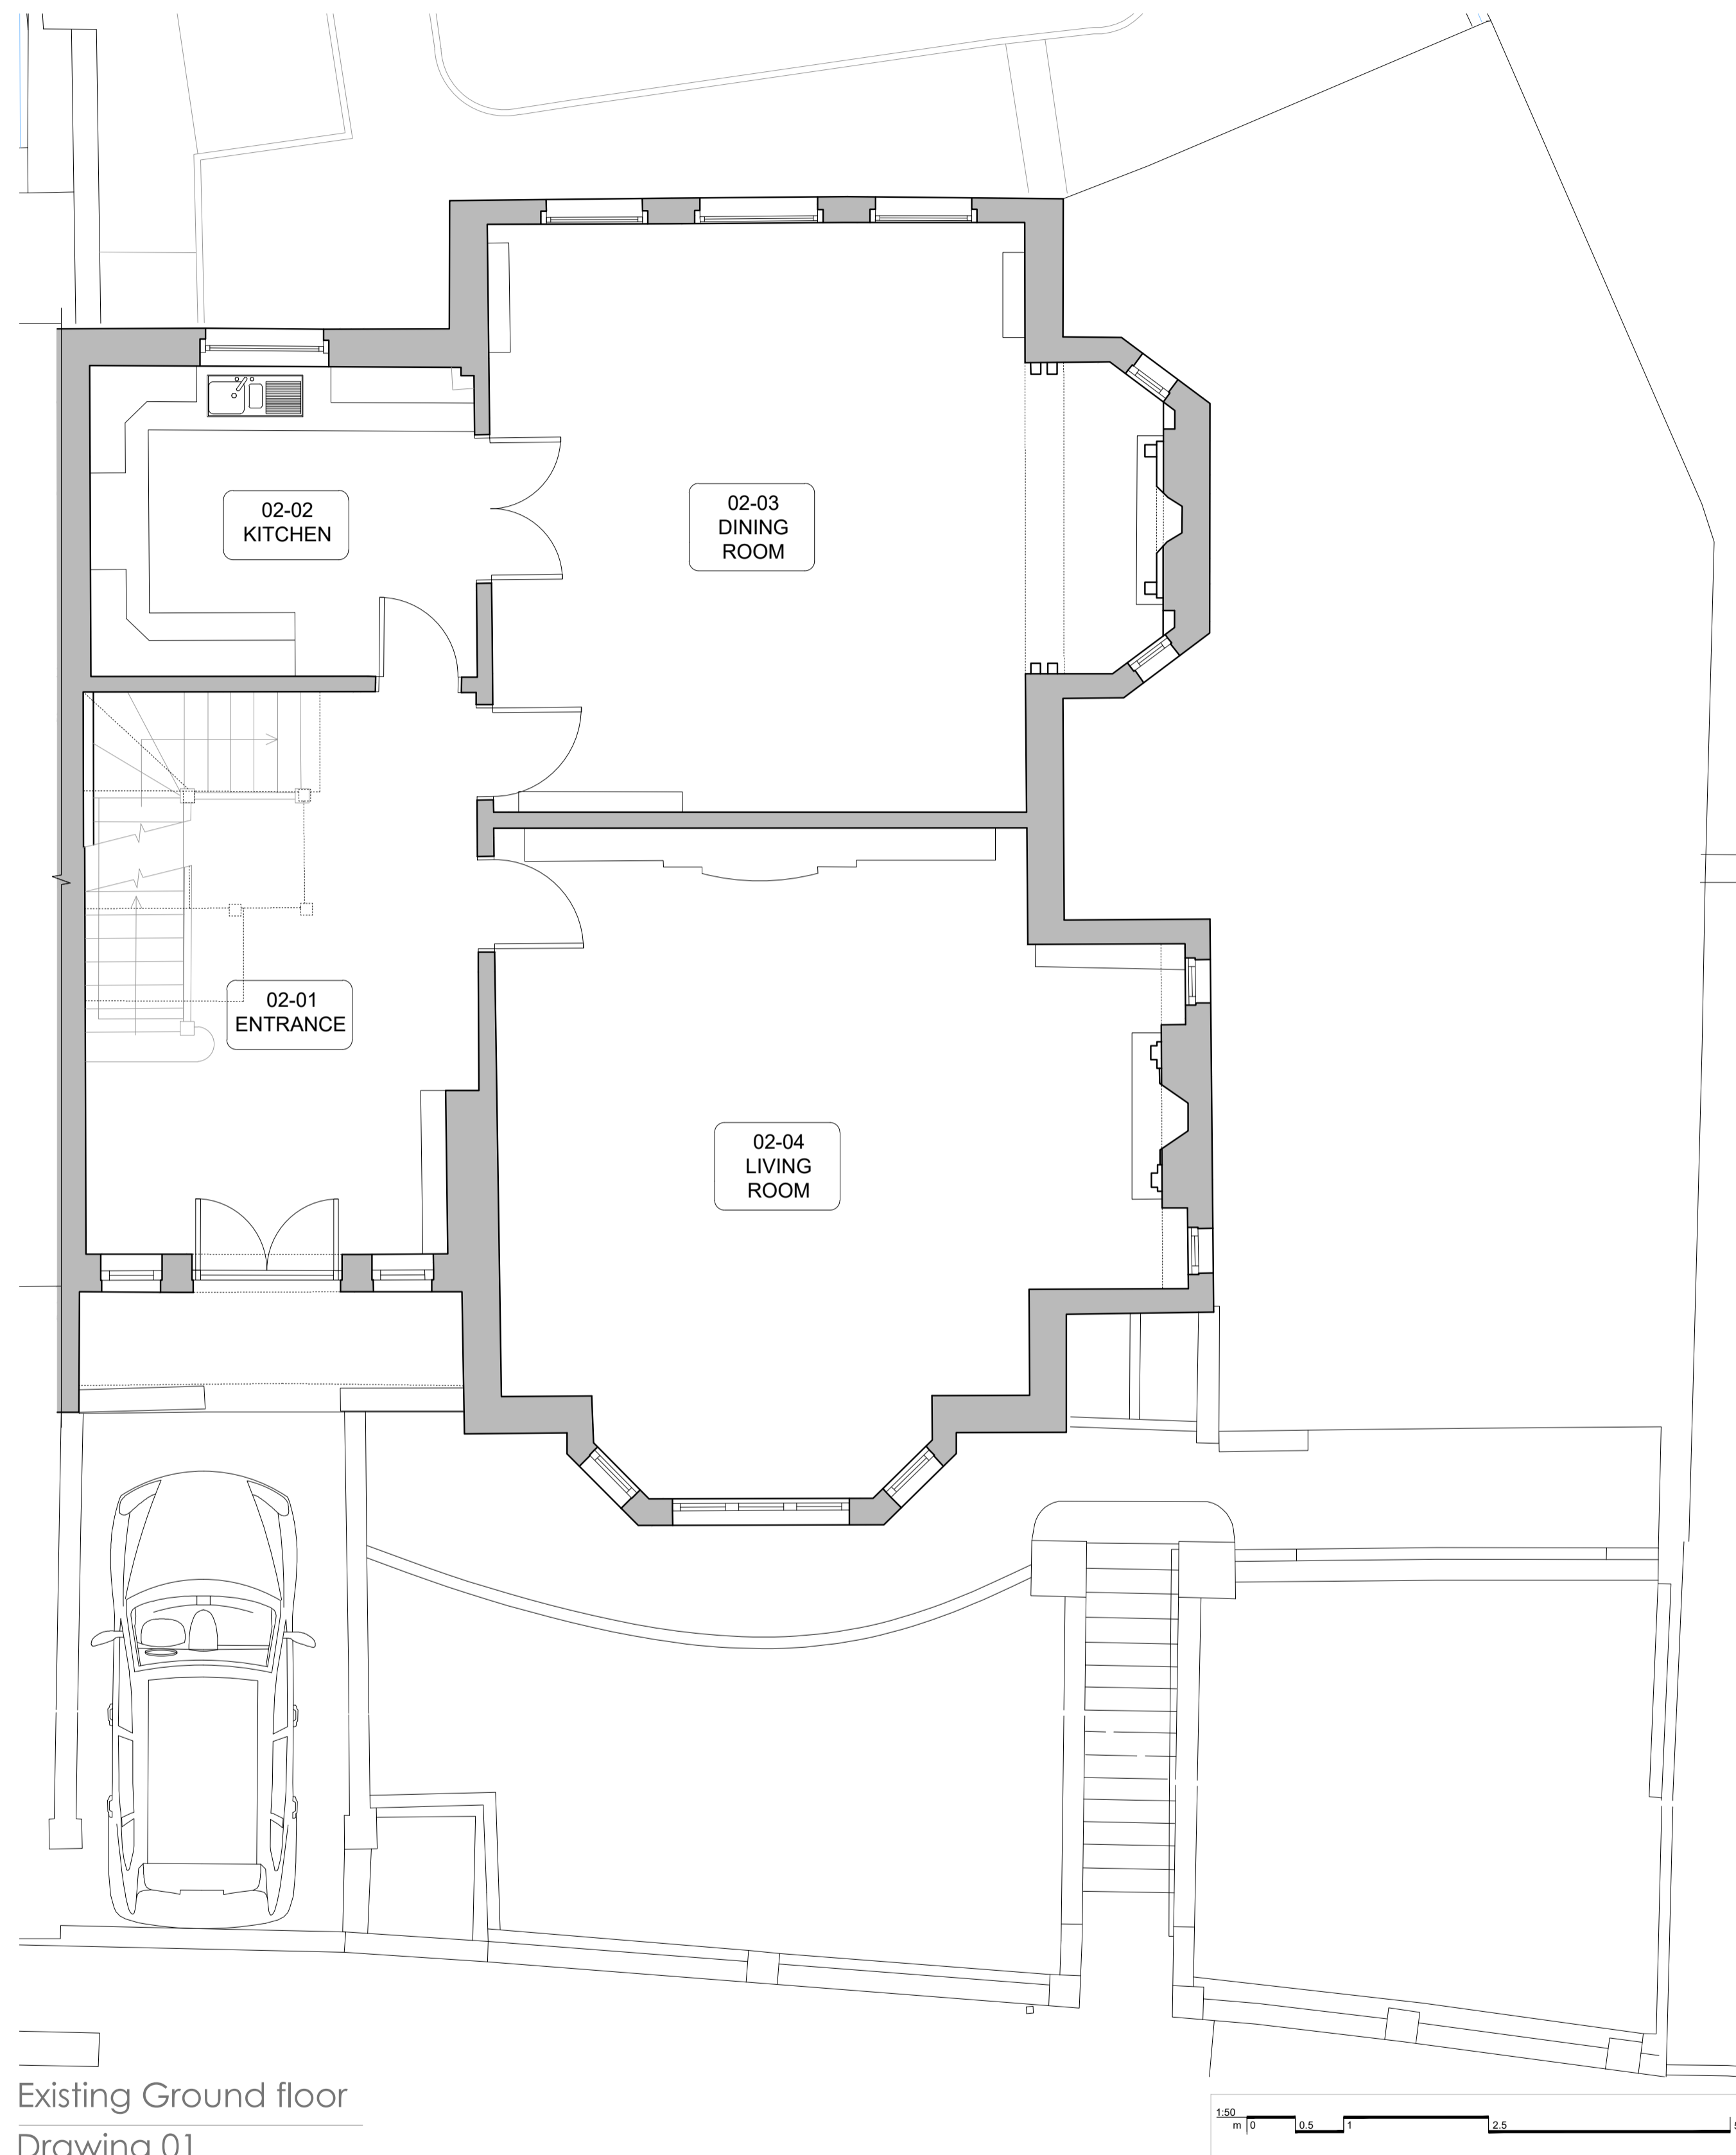 02-02
KITCHEN
02-03
DINING
ROOM
02-01
ENTRANCE
02-04
LIVING
ROOM
Existing Ground floor
Drawing 01
1:50
m 0 0.5 1 2.5